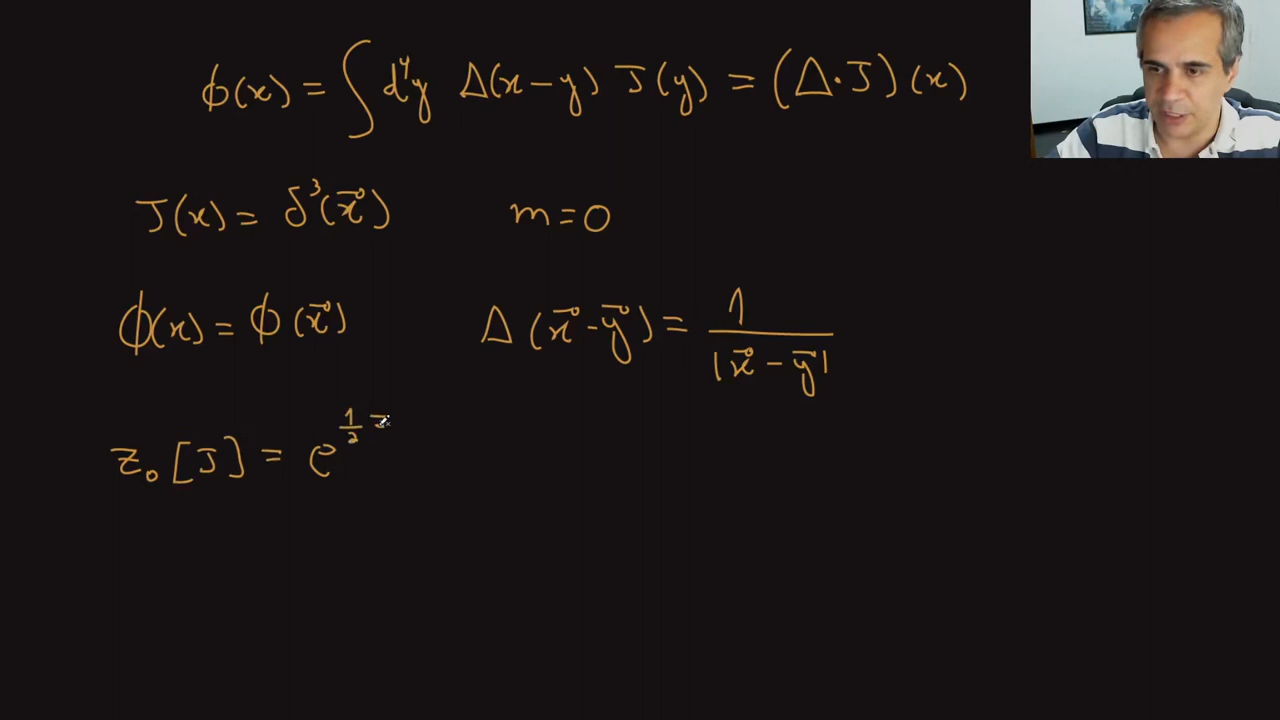 ϕ(x) = ∫ d⁴y Δ(x−y) J(y) = (Δ·J)(x)
J(x) = δ³(x⃗) m=0
ϕ(x) = ϕ(x⃗) Δ(x⃗−y⃗) = 1/|x⃗−y⃗|
Z₀[J] = e^{1/2}